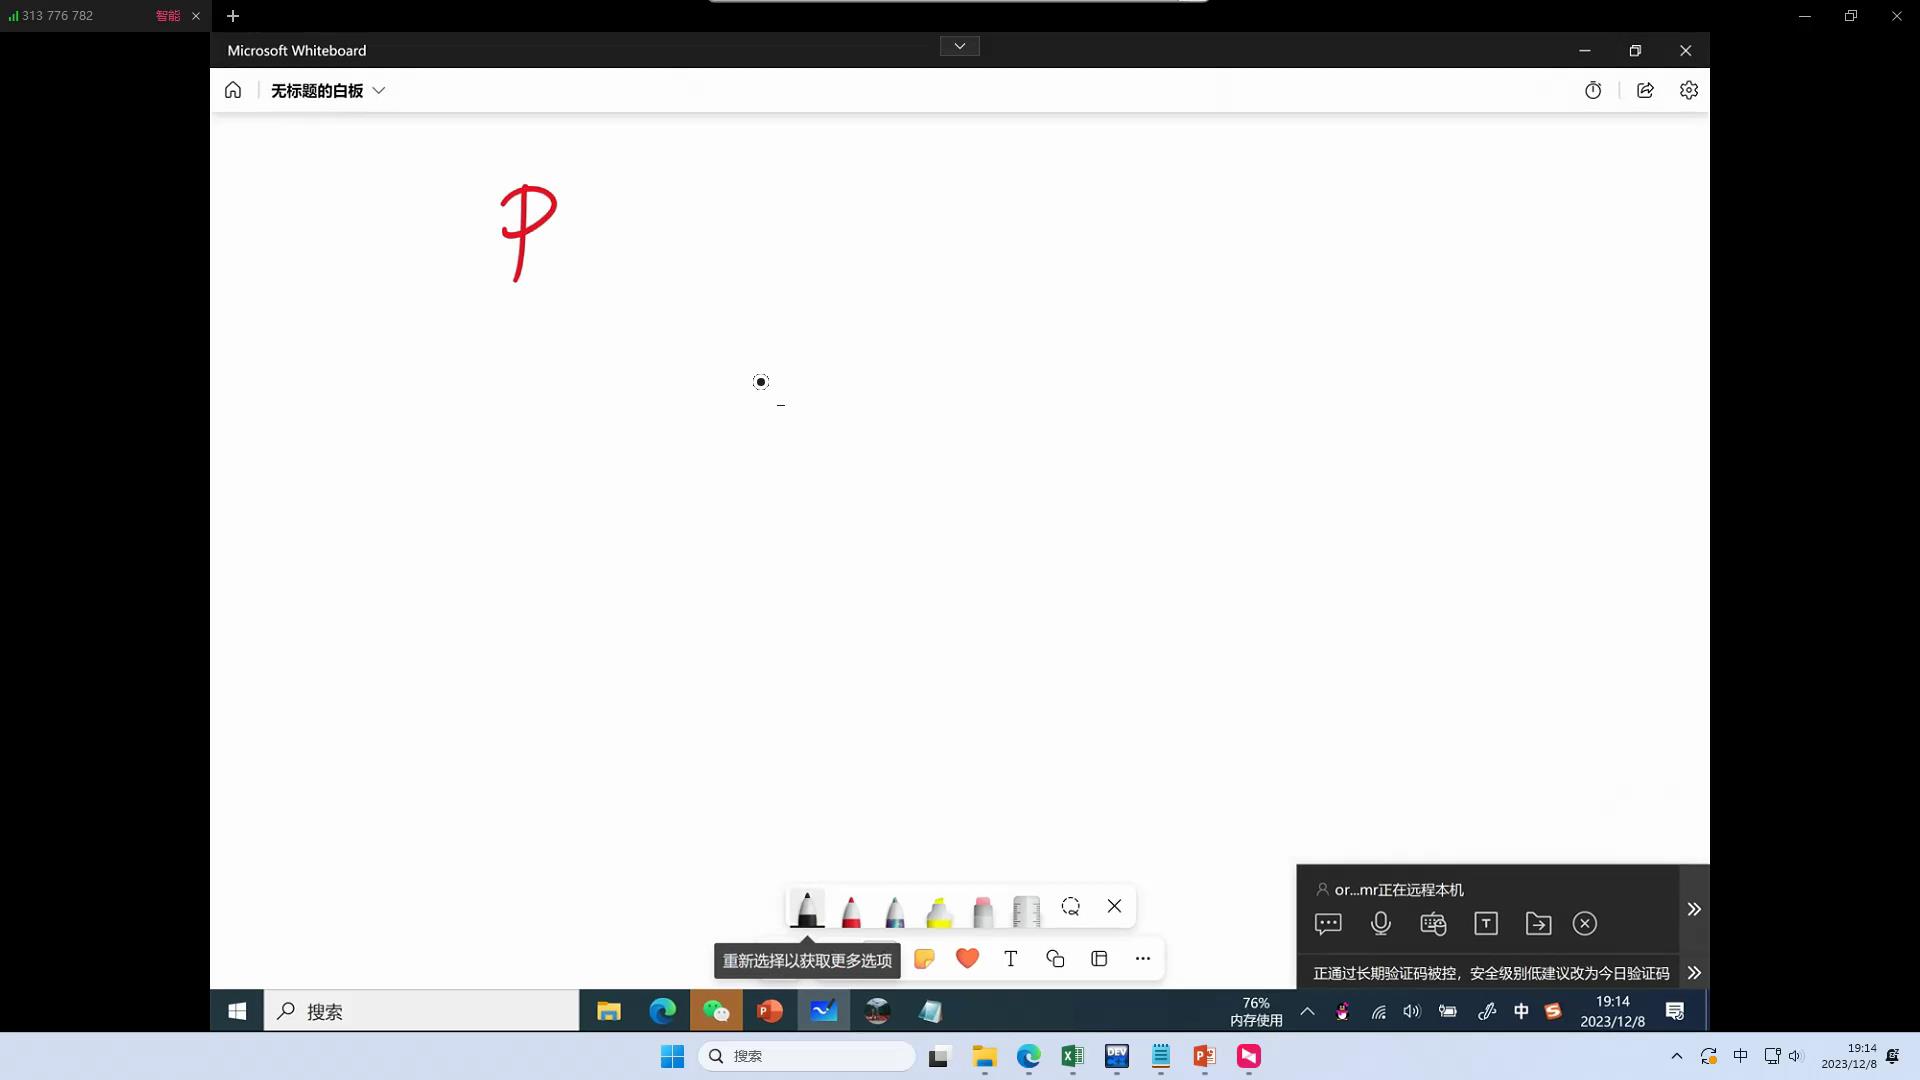 313 776 782 智能
Microsoft Whiteboard
无标题的白板
P
重新选择以获取更多选项
T
or...mr正在远程本机
T
正通过长期验证码被控，安全级别低建议改为今日验证码
搜索
76%
内存使用
中
19:14
2023/12/8
搜索
DEV
中
19:14
2023/12/8